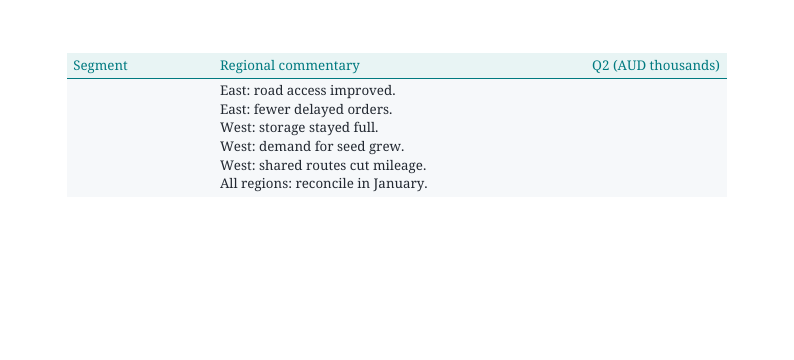 Segment Regional commentary Q2 (AUD thousands)
East: road access improved.
East: fewer delayed orders.
West: storage stayed full.
West: demand for seed grew.
West: shared routes cut mileage.
All regions: reconcile in January.